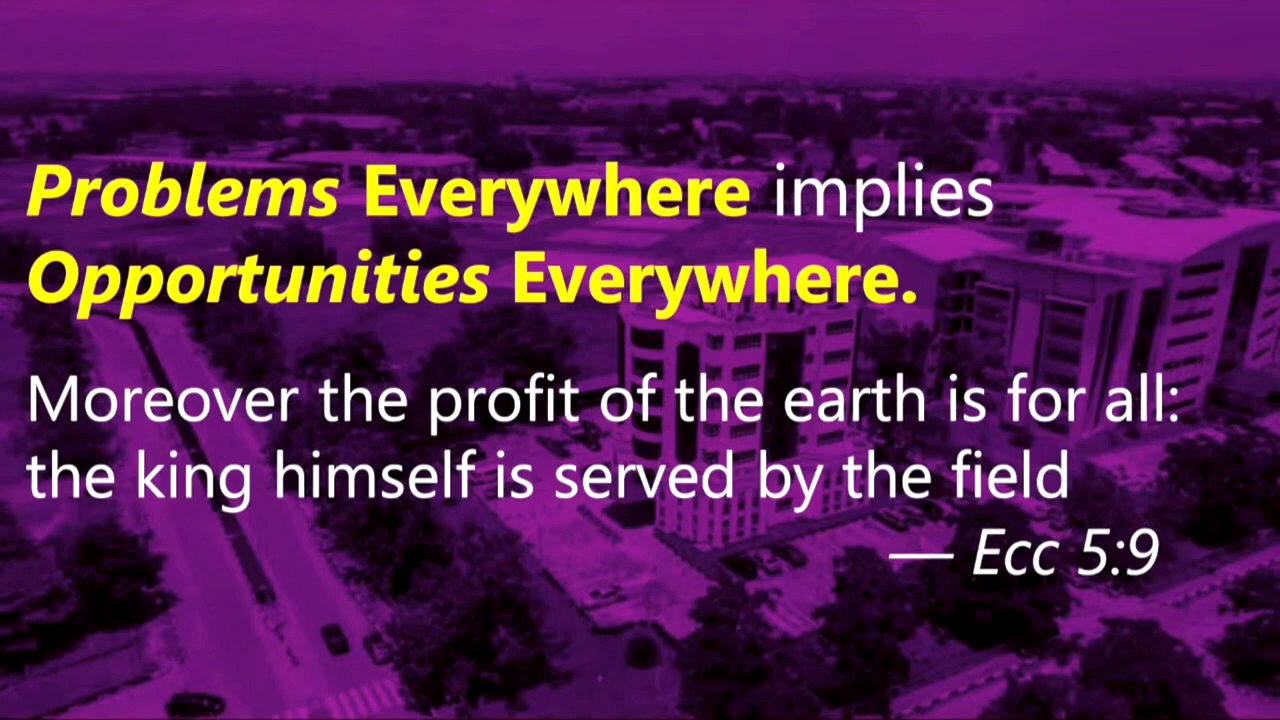 Problems Everywhere implies
Opportunities Everywhere.
Moreover the profit of the earth is for all:
the king himself is served by the field
— Ecc 5:9